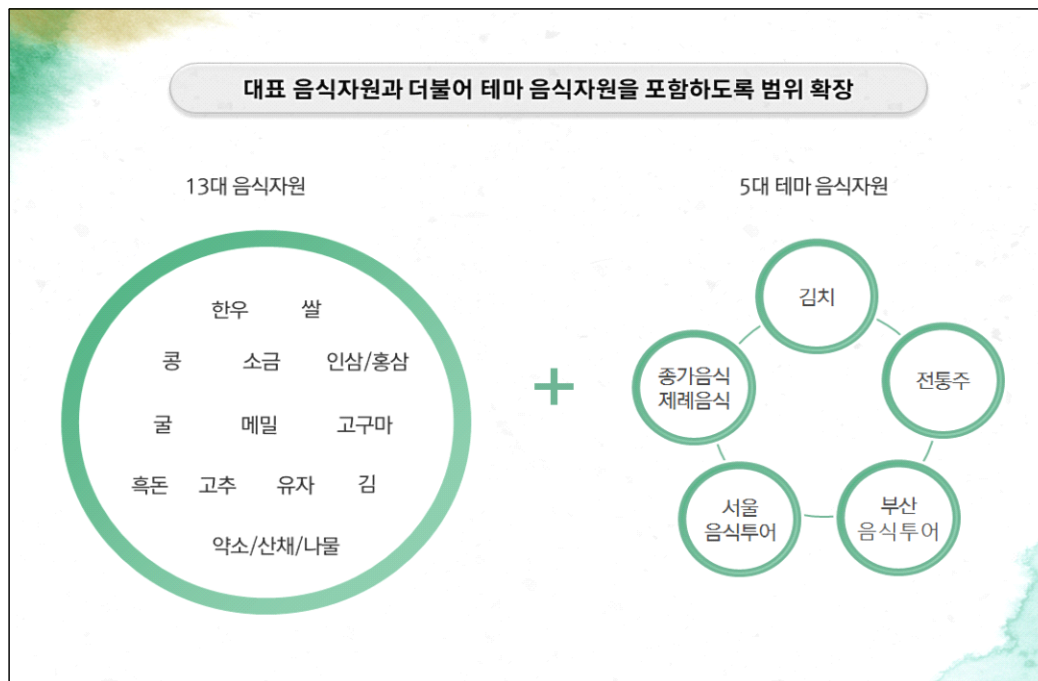 대표 음식자원과 더불어 테마 음식자원을 포함하도록 범위 확장
13대 음식자원
한우 쌀
콩 소금 인삼/홍삼
굴 메밀 고구마
흑돈 고추 유자 김
약소/산채/나물
+
5대 테마 음식자원
김치
전통주
부산
음식투어
서울
음식투어
종가음식
제례음식